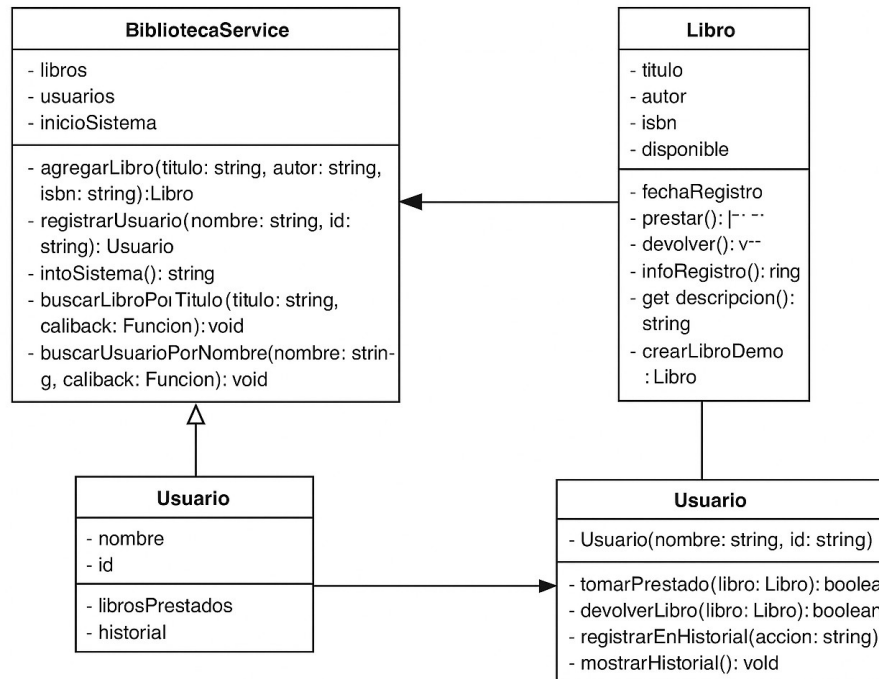 BibliotecaService
- libros
- usuarios
- inicioSistema
- agregarLibro(titulo: string, autor: string,
isbn: string):Libro
- registrarUsuario(nombre: string, id:
string): Usuario
- intoSistema(): string
- buscarLibroPorTitulo (titulo: string,
caliback: Funcion): void
- buscarUsuarioPorNombre(nombre: strin-
g, callback: Funcion): void
Libro
- titulo
- autor
- isbn
- disponible
- fechaRegistro
- prestar():
- devolver():
- infoRegistro(): ring
- get descripcion():
string
- crearLibroDemo
: Libro
Usuario
- nombre
- id
- librosPrestados
- historial
Usuario
- Usuario(nombre: string, id: string)
- tomarPrestado(libro: Libro): boolea
- devolverLibro(libro: Libro): boolean
- registrarEnHistorial(accion: string)
- mostrarHistorial(): vold